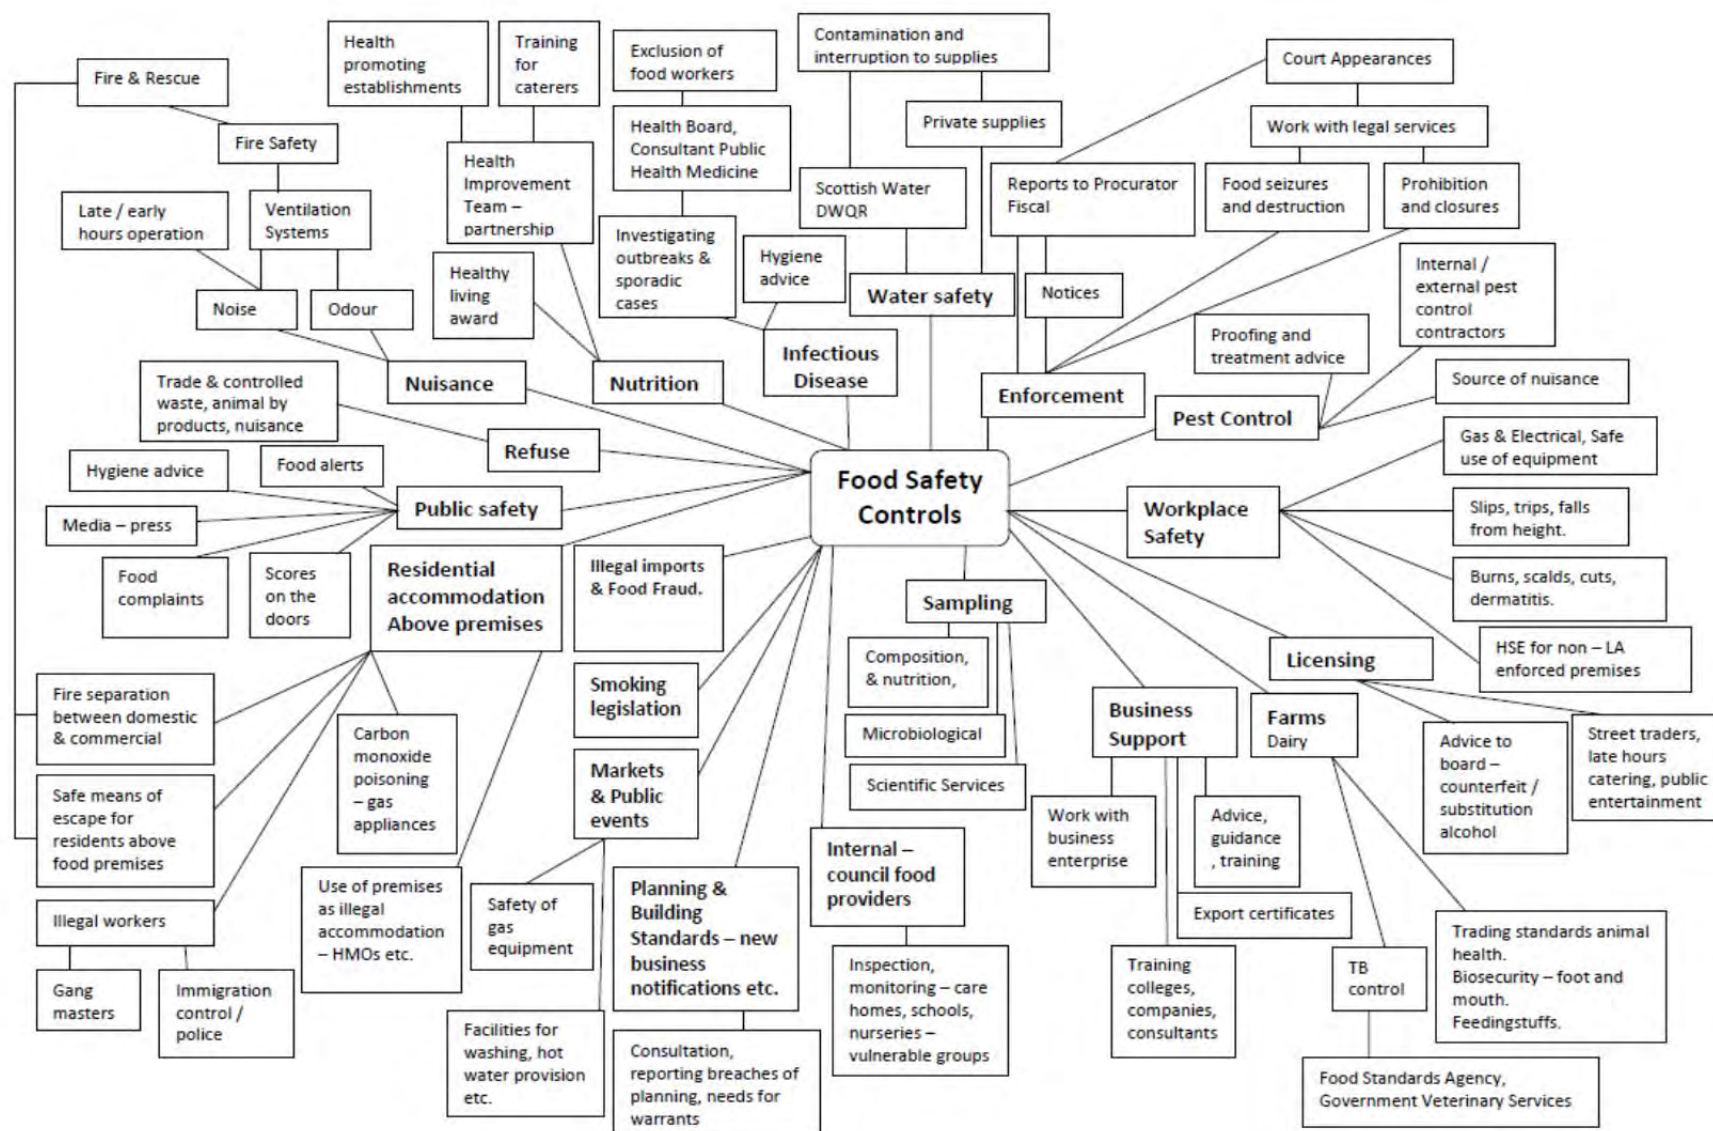 Fire & Rescue
Health
promoting
establishments
Training
for
caterers
Exclusion of
food workers
Contamination and
interruption to supplies
Court Appearances
Fire Safety
Health Board,
Consultant Public
Health Medicine
Private supplies
Work with legal services
Late / early
hours operation
Ventilation
Systems
Health
Improvement
Team –
partnership
Scottish Water
DWQR
Reports to Procurator
Fiscal
Food seizures
and destruction
Prohibition
and closures
Investigating
outbreaks &
sporadic
cases
Hygiene
advice
Healthy
living
award
Internal /
external pest
control
contractors
Noise
Odour
Water safety
Notices
Proofing and
treatment advice
Infectious
Disease
Nuisance
Nutrition
Enforcement
Source of nuisance
Trade & controlled
waste, animal by
products, nuisance
Pest Control
Refuse
Gas & Electrical, Safe
use of equipment
Hygiene advice
Food alerts
Food Safety
Controls
Public safety
Media – press
Workplace
Safety
Slips, trips, falls
from height.
Food
complaints
Scores
on the
doors
Residential
accommodation
Above premises
Illegal imports
& Food Fraud.
Sampling
Burns, scalds, cuts,
dermatitis.
HSE for non – LA
enforced premises
Licensing
Composition,
& nutrition,
Smoking
legislation
Fire separation
between domestic
& commercial
Carbon
monoxide
poisoning
– gas
appliances
Microbiological
Business
Support
Farms
Dairy
Advice to
board –
counterfeit /
substitution
alcohol
Street traders,
late hours
catering, public
entertainment
Markets
& Public
events
Scientific Services
Safe means of
escape for
residents above
food premises
Work with
business
enterprise
Advice,
guidance
, training
Internal –
council food
providers
Use of premises
as illegal
accommodation
– HMOs etc.
Safety of
gas
equipment
Planning &
Building
Standards – new
business
notifications etc.
Illegal workers
Export certificates
Trading standards animal
health.
Biosecurity – foot and
mouth.
Feedingstuffs.
Inspection,
monitoring – care
homes, schools,
nurseries –
vulnerable groups
Training
colleges,
companies,
consultants
TB
control
Gang
masters
Immigration
control /
police
Facilities for
washing, hot
water provision
etc.
Consultation,
reporting breaches of
planning, needs for
warrants
Food Standards Agency,
Government Veterinary Services